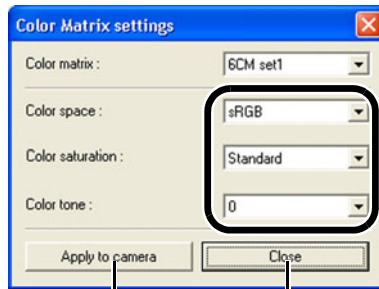 Color Matrix settings
Color matrix : 6CM set1
Color space : sRGB
Color saturation : Standard
Color tone : 0
Apply to camera Close